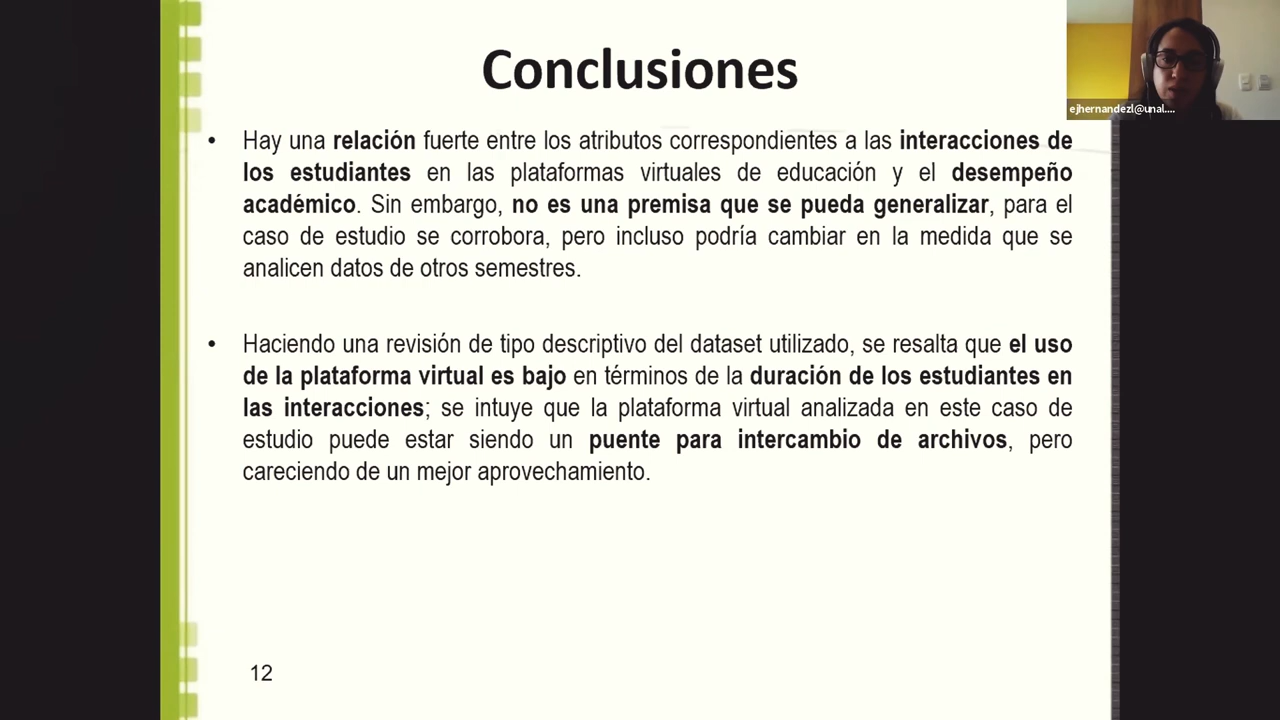 Conclusiones
ejhernandezl@unal....
• Hay una relación fuerte entre los atributos correspondientes a las interacciones de
los estudiantes en las plataformas virtuales de educación y el desempeño
académico. Sin embargo, no es una premisa que se pueda generalizar, para el
caso de estudio se corrobora, pero incluso podría cambiar en la medida que se
analicen datos de otros semestres.
• Haciendo una revisión de tipo descriptivo del dataset utilizado, se resalta que el uso
de la plataforma virtual es bajo en términos de la duración de los estudiantes en
las interacciones; se intuye que la plataforma virtual analizada en este caso de
estudio puede estar siendo un puente para intercambio de archivos, pero
careciendo de un mejor aprovechamiento.
12